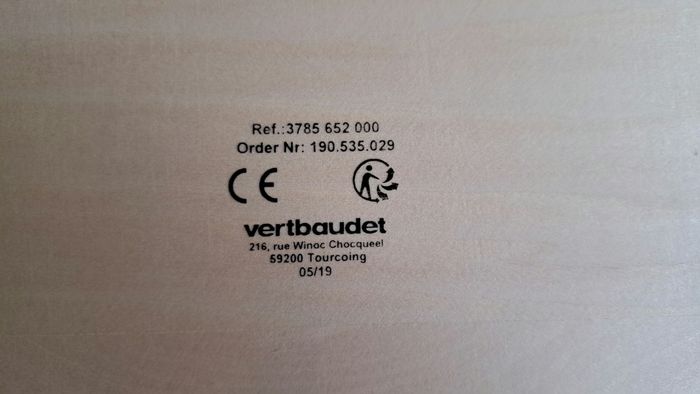 Ref.:3785 652 000
Order Nr: 190.535.029
CE
vertbaudet
216, rue Winoc Chocqueel
59200 Tourcoing
05/19